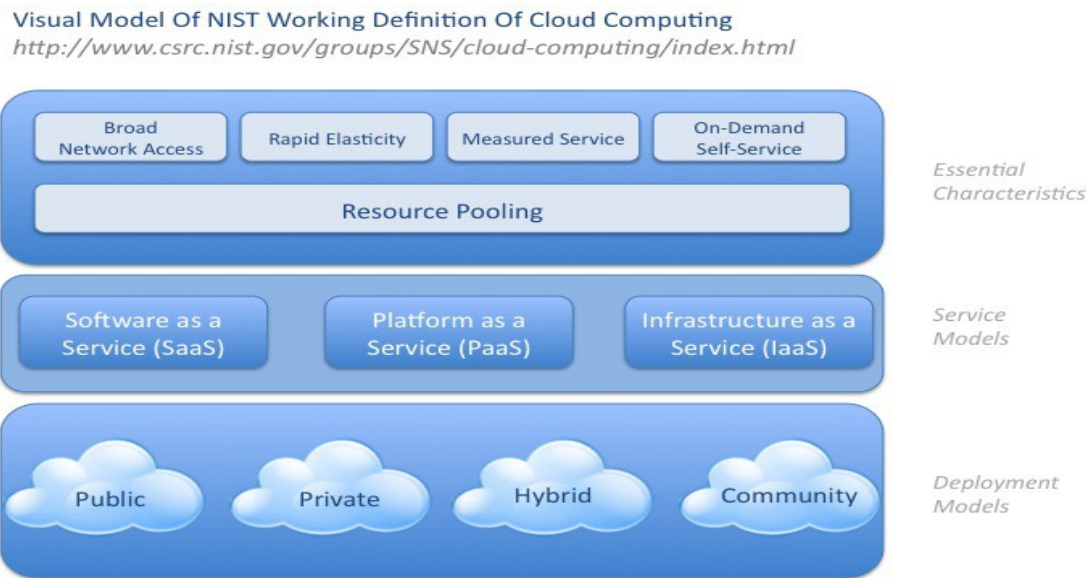 Visual Model Of NIST Working Definition Of Cloud Computing
http://www.csrc.nist.gov/groups/SNS/cloud-computing/index.html
Broad
Network Access
Rapid Elasticity
Measured Service
On-Demand
Self-Service
Resource Pooling
Essential
Characteristics
Software as a
Service (SaaS)
Platform as a
Service (PaaS)
Infrastructure as a
Service (IaaS)
Service
Models
Public
Private
Hybrid
Community
Deployment
Models